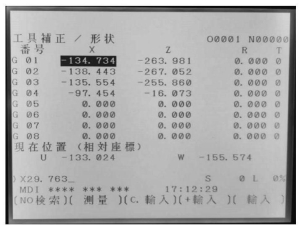 工具補正 / 形状 O0001 N00000
番号 X Z R T
G 01 -134.734 -263.981 0.000 0
G 02 -138.443 -267.052 0.000 0
G 03 -135.554 -255.860 0.000 0
G 04 -97.454 -16.073 0.000 0
G 05 0.000 0.000 0.000 0
G 06 0.000 0.000 0.000 0
G 07 0.000 0.000 0.000 0
G 08 0.000 0.000 0.000 0
現在位置 (相対座標)
U -133.024 W -155.574
)X29.763_
S 0 L 0%
MDI **** *** *** 17:12:29
[NO検索][ 測量 ][C. 輸入][+輸入 ][ 輸入 ]